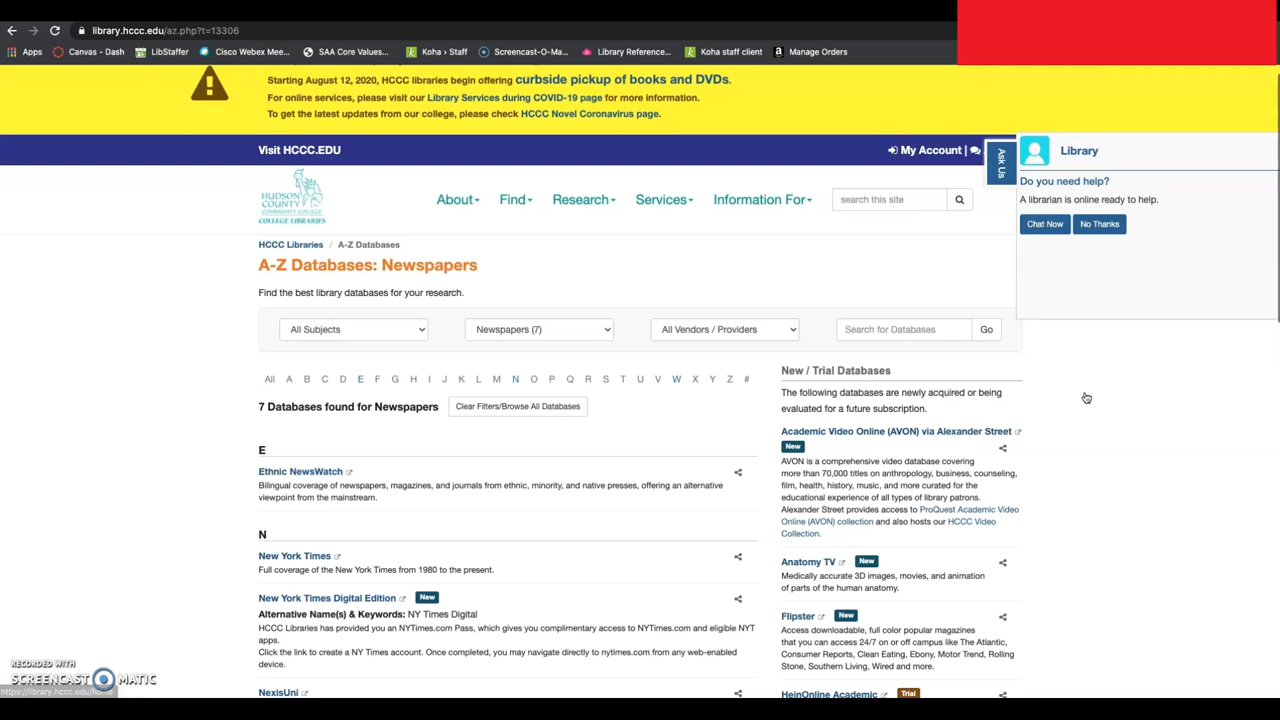 library.hccc.edu/az.php?t=13306
Apps Canvas - Dash LibStaffer Cisco Webex Mee... SAA Core Values... Koha › Staff Screencast-O-Ma... Library Reference... Koha staff client Manage Orders
Starting August 12, 2020, HCCC libraries begin offering curbside pickup of books and DVDs.
For online services, please visit our Library Services during COVID-19 page for more information.
To get the latest updates from our college, please check HCCC Novel Coronavirus page.
Visit HCCC.EDU
My Account |
Ask Us
Library
Do you need help?
A librarian is online ready to help.
Chat Now No Thanks
HUDSON
COUNTY
COMMUNITY COLLEGE
COLLEGE LIBRARIES
About Find Research Services Information For
search this site
HCCC Libraries / A-Z Databases
A-Z Databases: Newspapers
Find the best library databases for your research.
All Subjects Newspapers (7) All Vendors / Providers Search for Databases Go
All A B C D E F G H I J K L M N O P Q R S T U V W X Y Z #
7 Databases found for Newspapers Clear Filters/Browse All Databases
E
Ethnic NewsWatch
Bilingual coverage of newspapers, magazines, and journals from ethnic, minority, and native presses, offering an alternative
viewpoint from the mainstream.
N
New York Times
Full coverage of the New York Times from 1980 to the present.
New York Times Digital Edition New
Alternative Name(s) & Keywords: NY Times Digital
HCCC Libraries has provided you an NYTimes.com Pass, which gives you complimentary access to NYTimes.com and eligible NYT
apps.
Click the link to create a NY Times account. Once completed, you may navigate directly to nytimes.com from any web-enabled
device.
NexisUni
New / Trial Databases
The following databases are newly acquired or being
evaluated for a future subscription.
Academic Video Online (AVON) via Alexander Street
New
AVON is a comprehensive video database covering
more than 70,000 titles on anthropology, business, counseling,
film, health, history, music, and more curated for the
educational experience of all types of library patrons.
Alexander Street provides access to ProQuest Academic Video
Online (AVON) collection and also hosts our HCCC Video
Collection.
Anatomy TV New
Medically accurate 3D images, movies, and animation
of parts of the human anatomy.
Flipster New
Access downloadable, full color popular magazines
that you can access 24/7 on or off campus like The Atlantic,
Consumer Reports, Clean Eating, Ebony, Motor Trend, Rolling
Stone, Southern Living, Wired and more.
HeinOnline Academic Trial
RECORDED WITH
SCREENCAST MATIC
https://library.hccc.edu/home